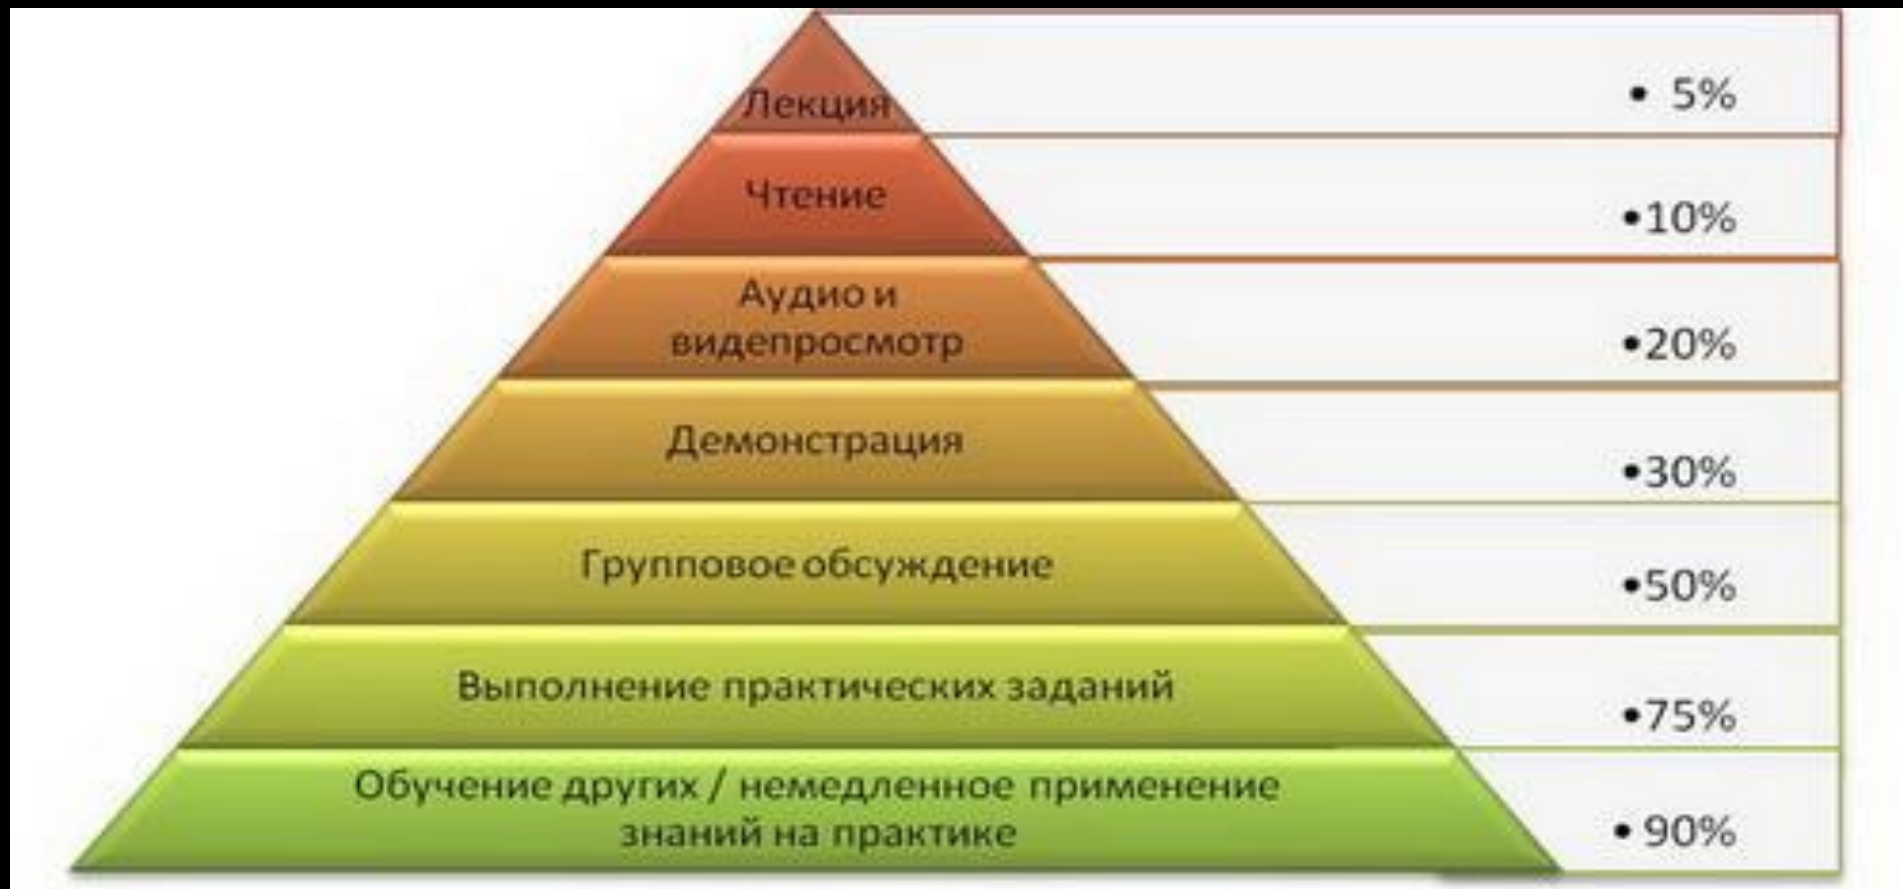 Лекция
• 5%
Чтение
•10%
Аудио и
видепросмотр
•20%
Демонстрация
•30%
Групповое обсуждение
•50%
Выполнение практических заданий
•75%
Обучение других / немедленное применение
знаний на практике
• 90%